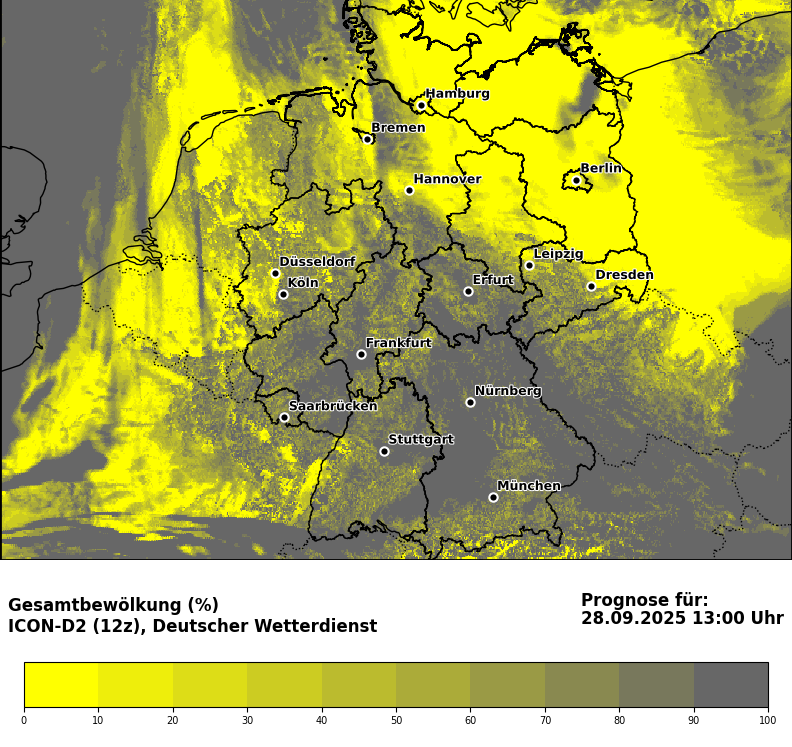 Hamburg
Bremen
Berlin
Hannover
Leipzig
Düsseldorf
Dresden
Köln
Erfurt
Frankfurt
Nürnberg
Saarbrücken
Stuttgart
München
Gesamtbewölkung (%)
ICON-D2 (12z), Deutscher Wetterdienst
Prognose für:
28.09.2025 13:00 Uhr
0 10 20 30 40 50 60 70 80 90 100